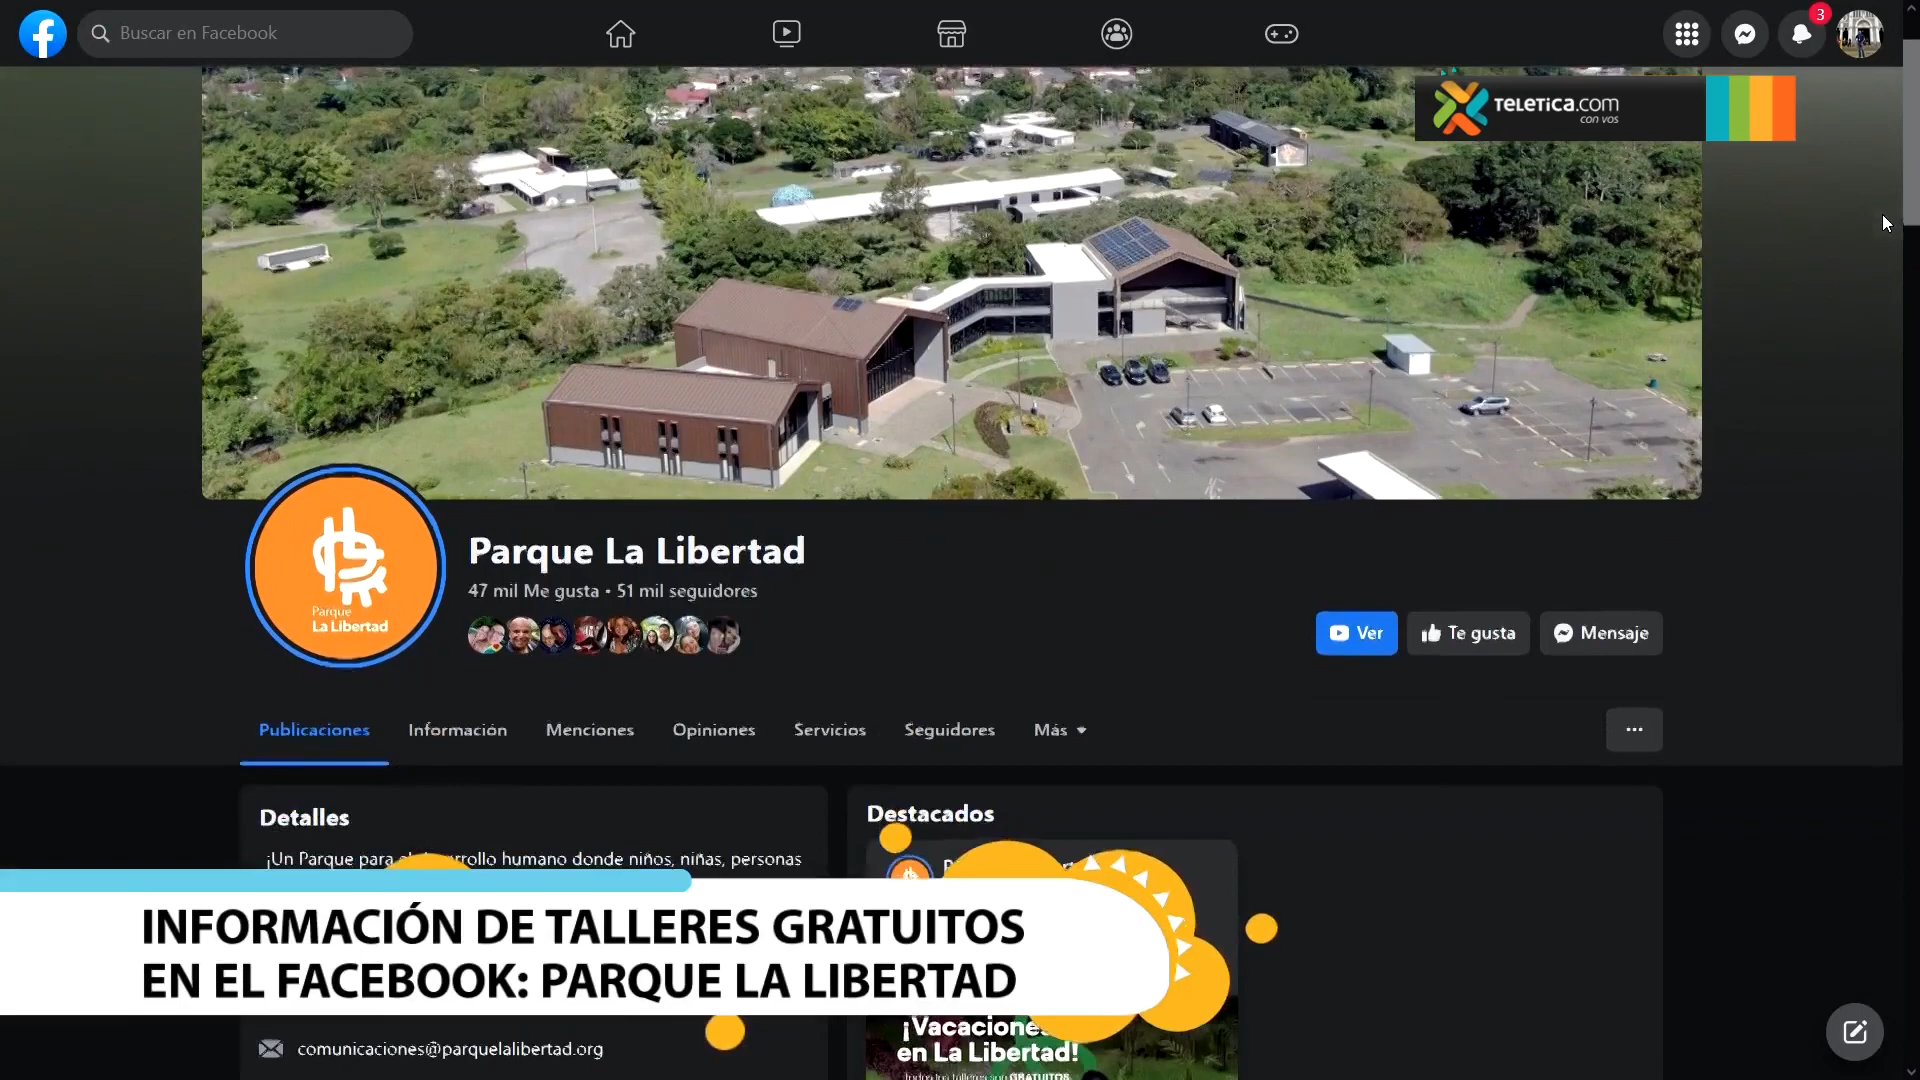 Buscar en Facebook
3
TELETICA.com
con vos
Parque
La Libertad
Parque La Libertad
47 mil Me gusta • 51 mil seguidores
Ver
Te gusta
Mensaje
Publicaciones
Información
Menciones
Opiniones
Servicios
Seguidores
Más
Detalles
¡Un Parque para humano donde niños, niñas, personas
Destacados
INFORMACIÓN DE TALLERES GRATUITOS
EN EL FACEBOOK: PARQUE LA LIBERTAD
comunicaciones@parquelalibertad.org
en La Libertad!